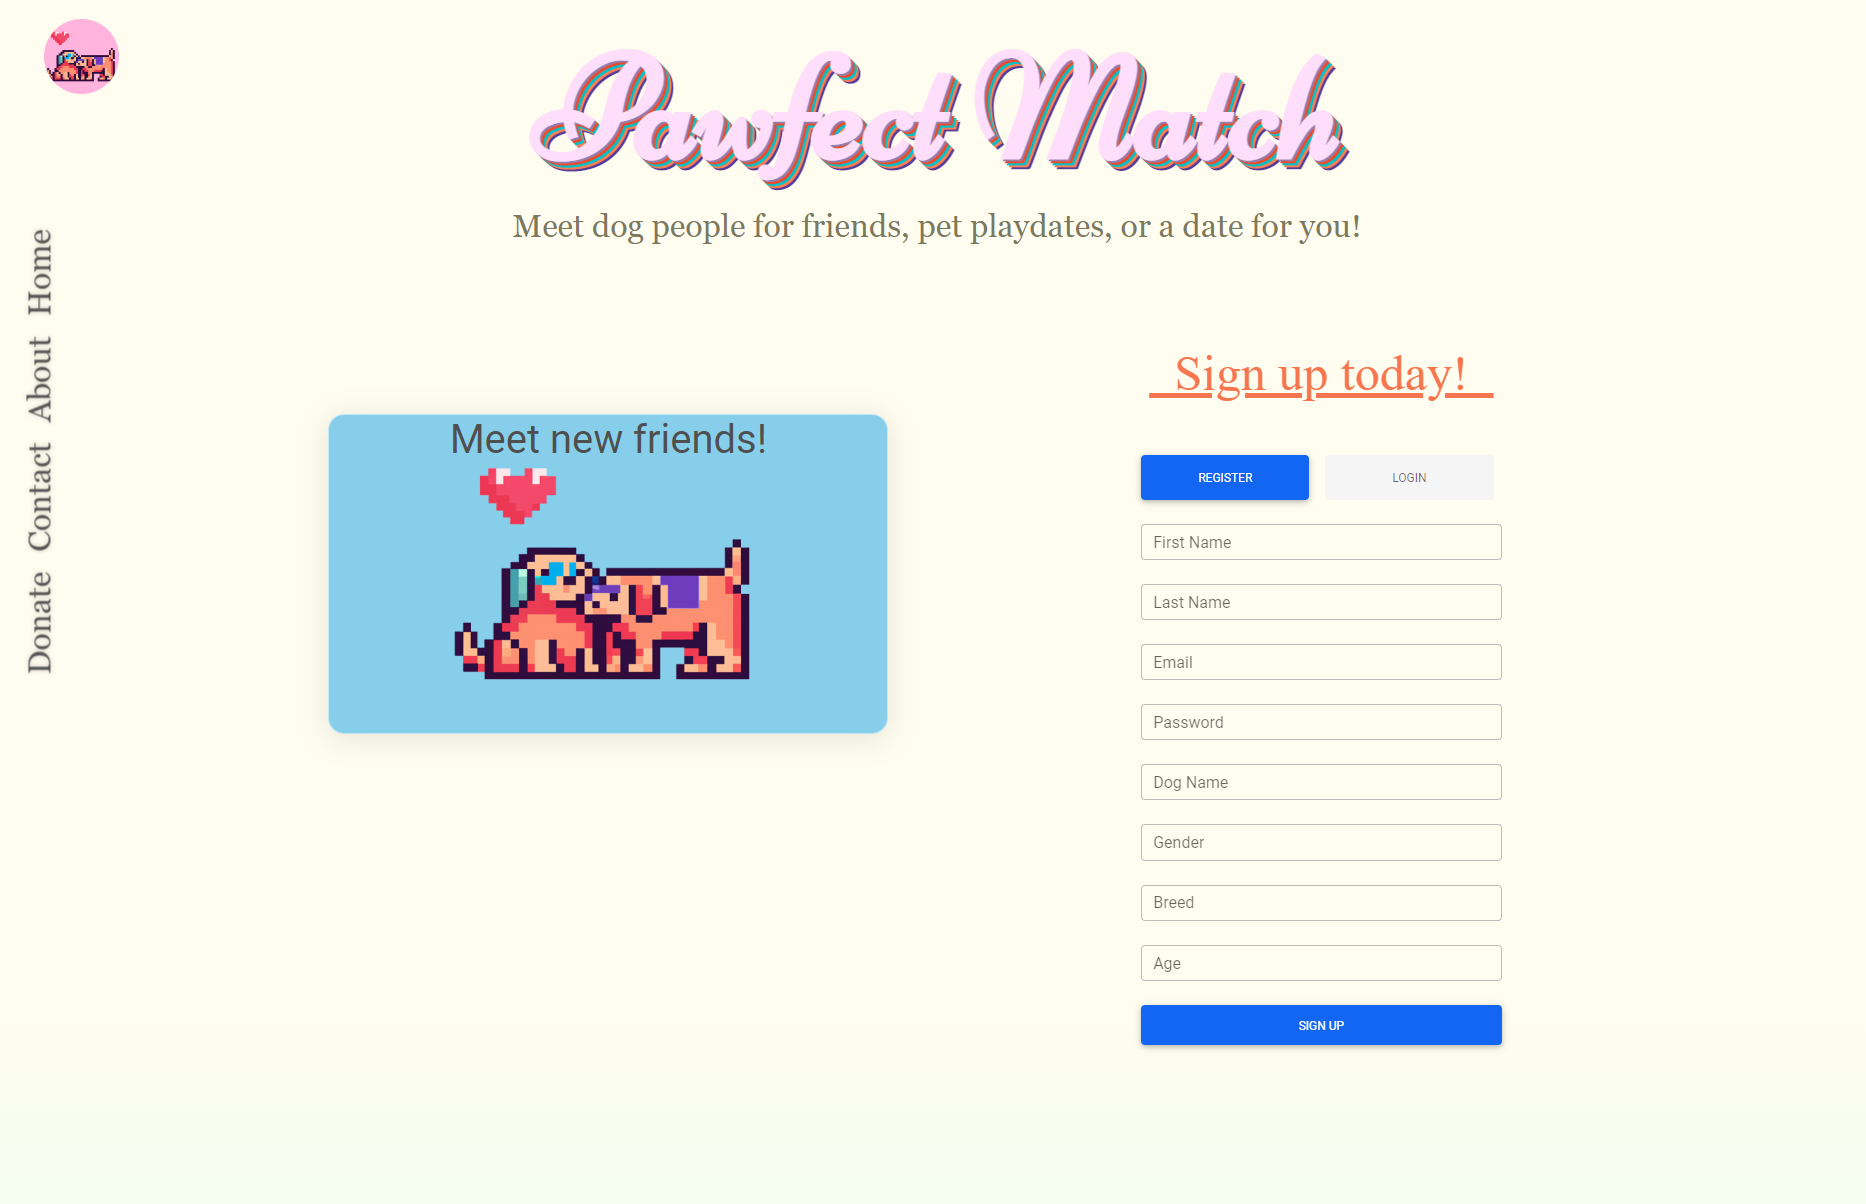 Pawfect Match
Meet dog people for friends, pet playdates, or a date for you!
Home
About
Contact
Donate
Meet new friends!
Sign up today!
REGISTER
LOGIN
First Name
Last Name
Email
Password
Dog Name
Gender
Breed
Age
SIGN UP